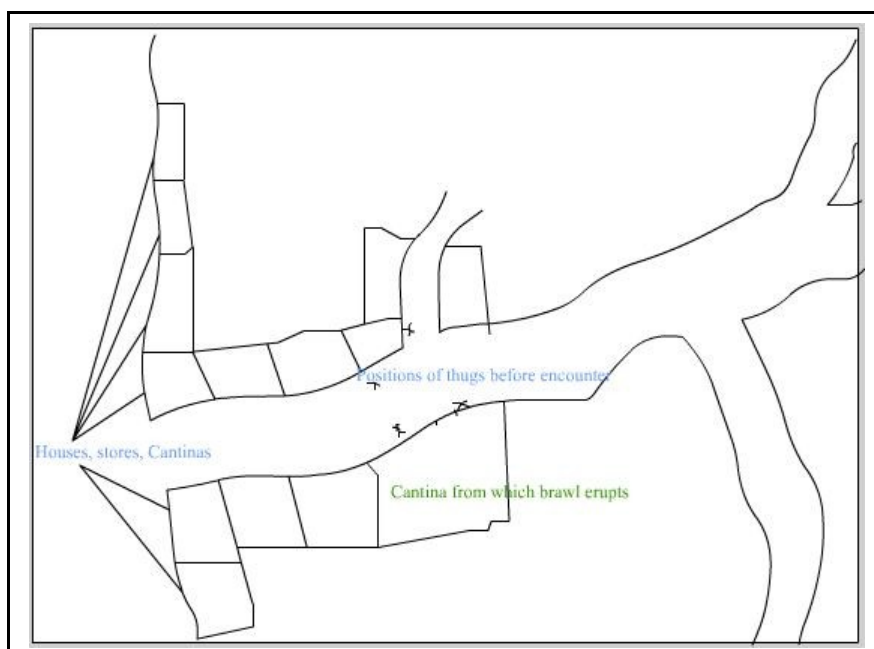 Positions of thugs before encounter
Houses, stores, Cantinas
Cantina from which brawl erupts